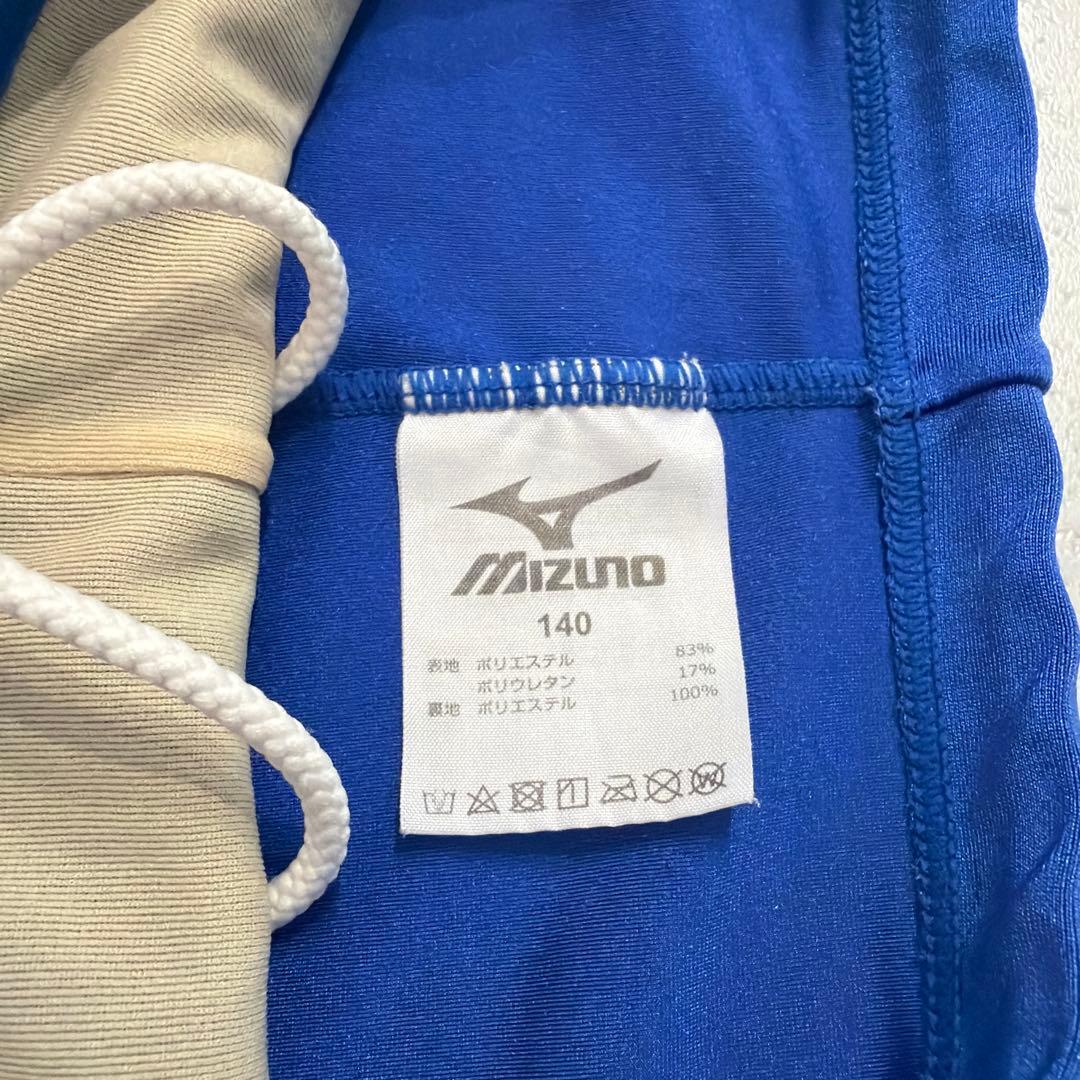 MIZUNO
140
表地 ポリエステル 83%
ポリウレタン 17%
裏地 ポリエステル 100%